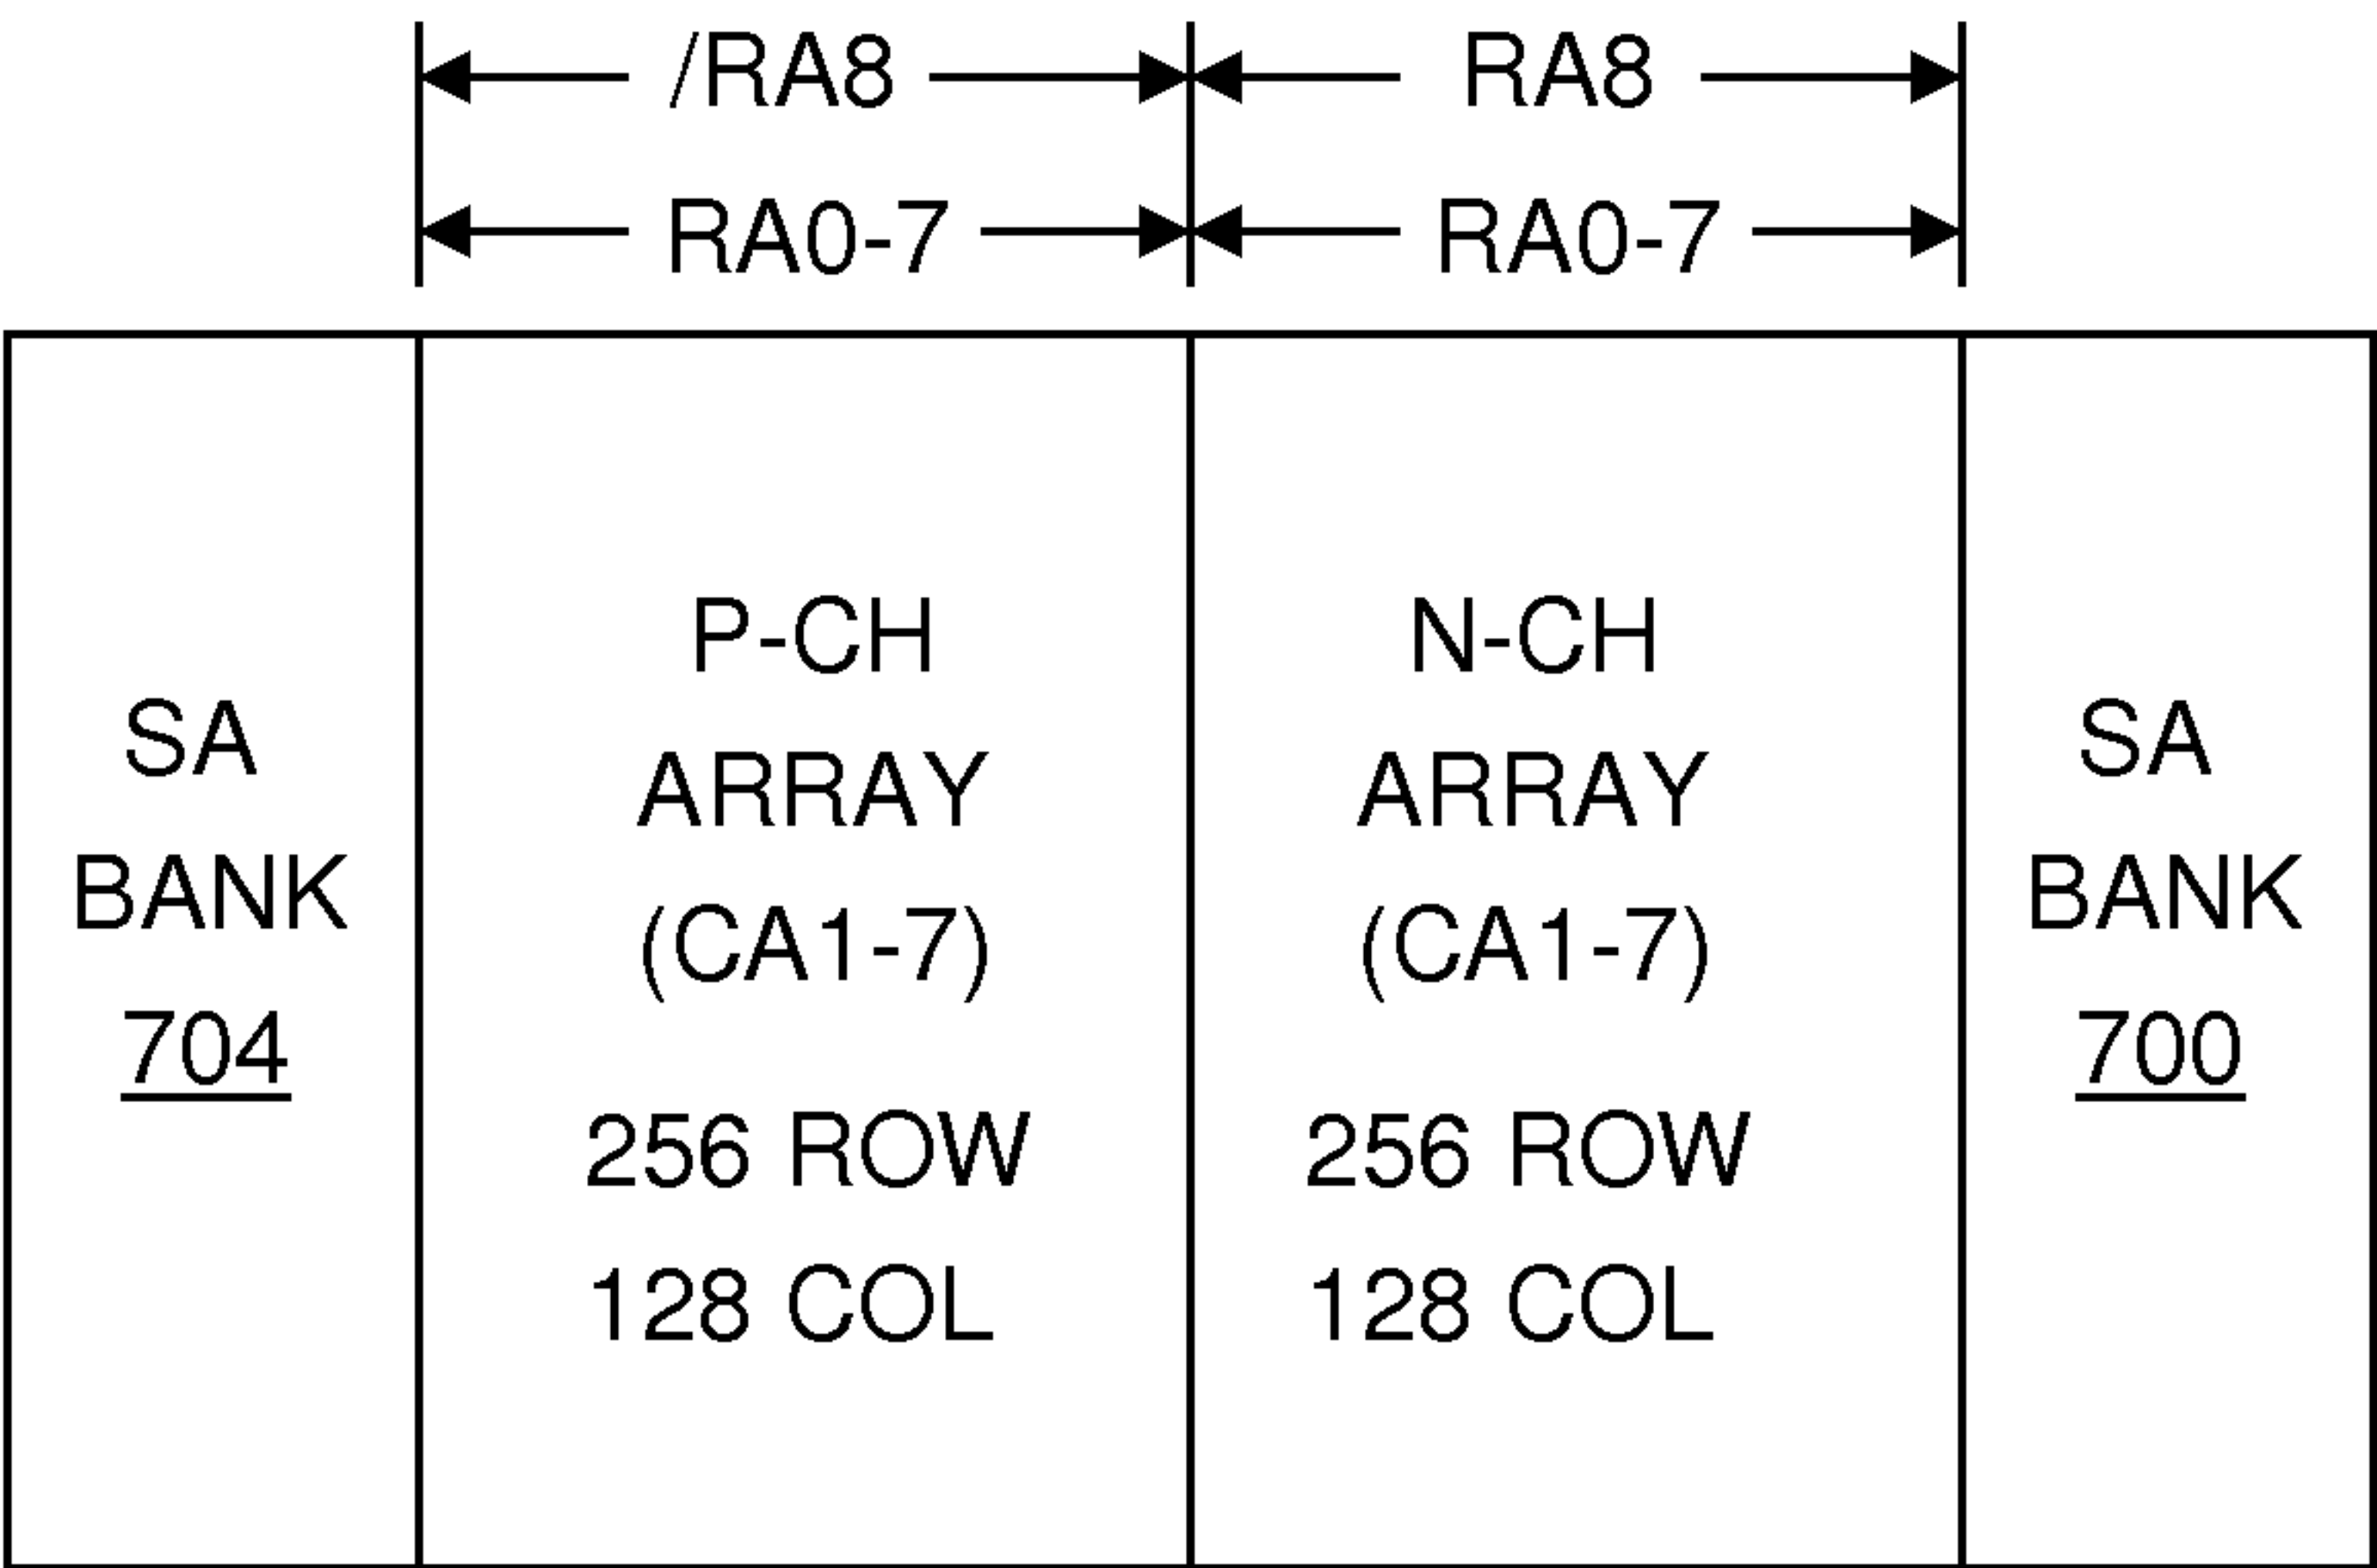 /RA8 RA8
RA0-7 RA0-7
SA
BANK
704
P-CH
ARRAY
(CA1-7)
256 ROW
128 COL
N-CH
ARRAY
(CA1-7)
256 ROW
128 COL
SA
BANK
700